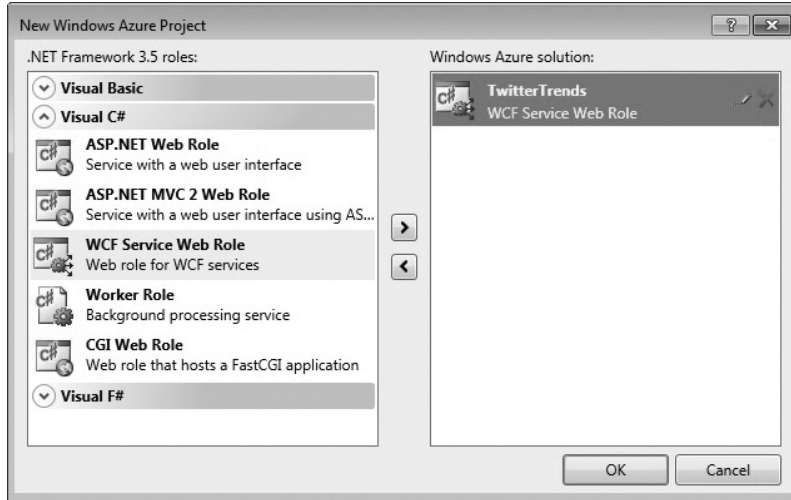 New Windows Azure Project
.NET Framework 3.5 roles:
Visual Basic
Visual C#
ASP.NET Web Role
Service with a web user interface
ASP.NET MVC 2 Web Role
Service with a web user interface using AS...
WCF Service Web Role
Web role for WCF services
Worker Role
Background processing service
CGI Web Role
Web role that hosts a FastCGI application
Visual F#
Windows Azure solution:
TwitterTrends
WCF Service Web Role
OK
Cancel